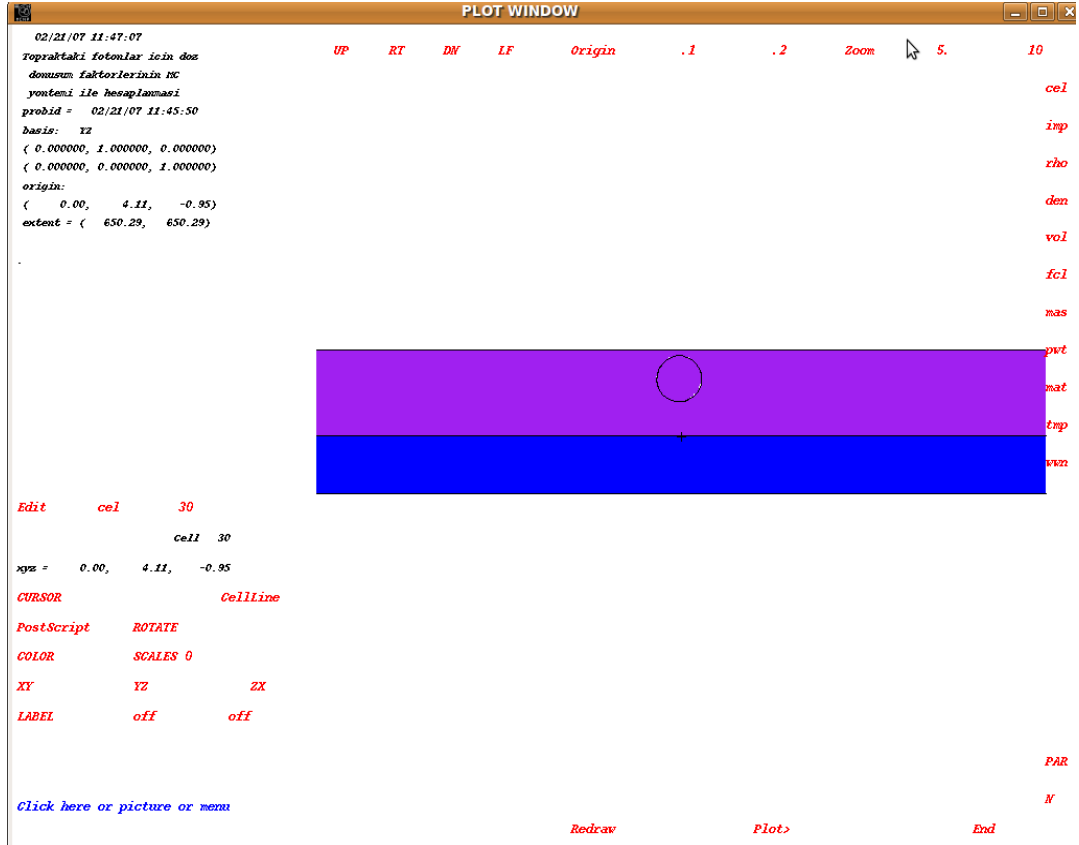 PLOT WINDOW
02/21/07 11:47:07
Topraktaki fotonlar icin doz
donusum faktorlerinin MC
yontemi ile hesaplanmasi
probid = 02/21/07 11:45:50
basis: YZ
( 0.000000, 1.000000, 0.000000)
( 0.000000, 0.000000, 1.000000)
origin:
( 0.00, 4.11, -0.95)
extent = ( 650.29, 650.29)
UP RT DN LF Origin .1 .2 Zoom 5. 10
cel
imp
rho
den
vol
fcl
mas
pwt
mat
tmp
wwn
Edit cel 30
Cell 30
xyz = 0.00, 4.11, -0.95
CURSOR CellLine
PostScript ROTATE
COLOR SCALES 0
XY YZ ZX
LABEL off off
PAR
N
Click here or picture or menu
Redraw Plot> End